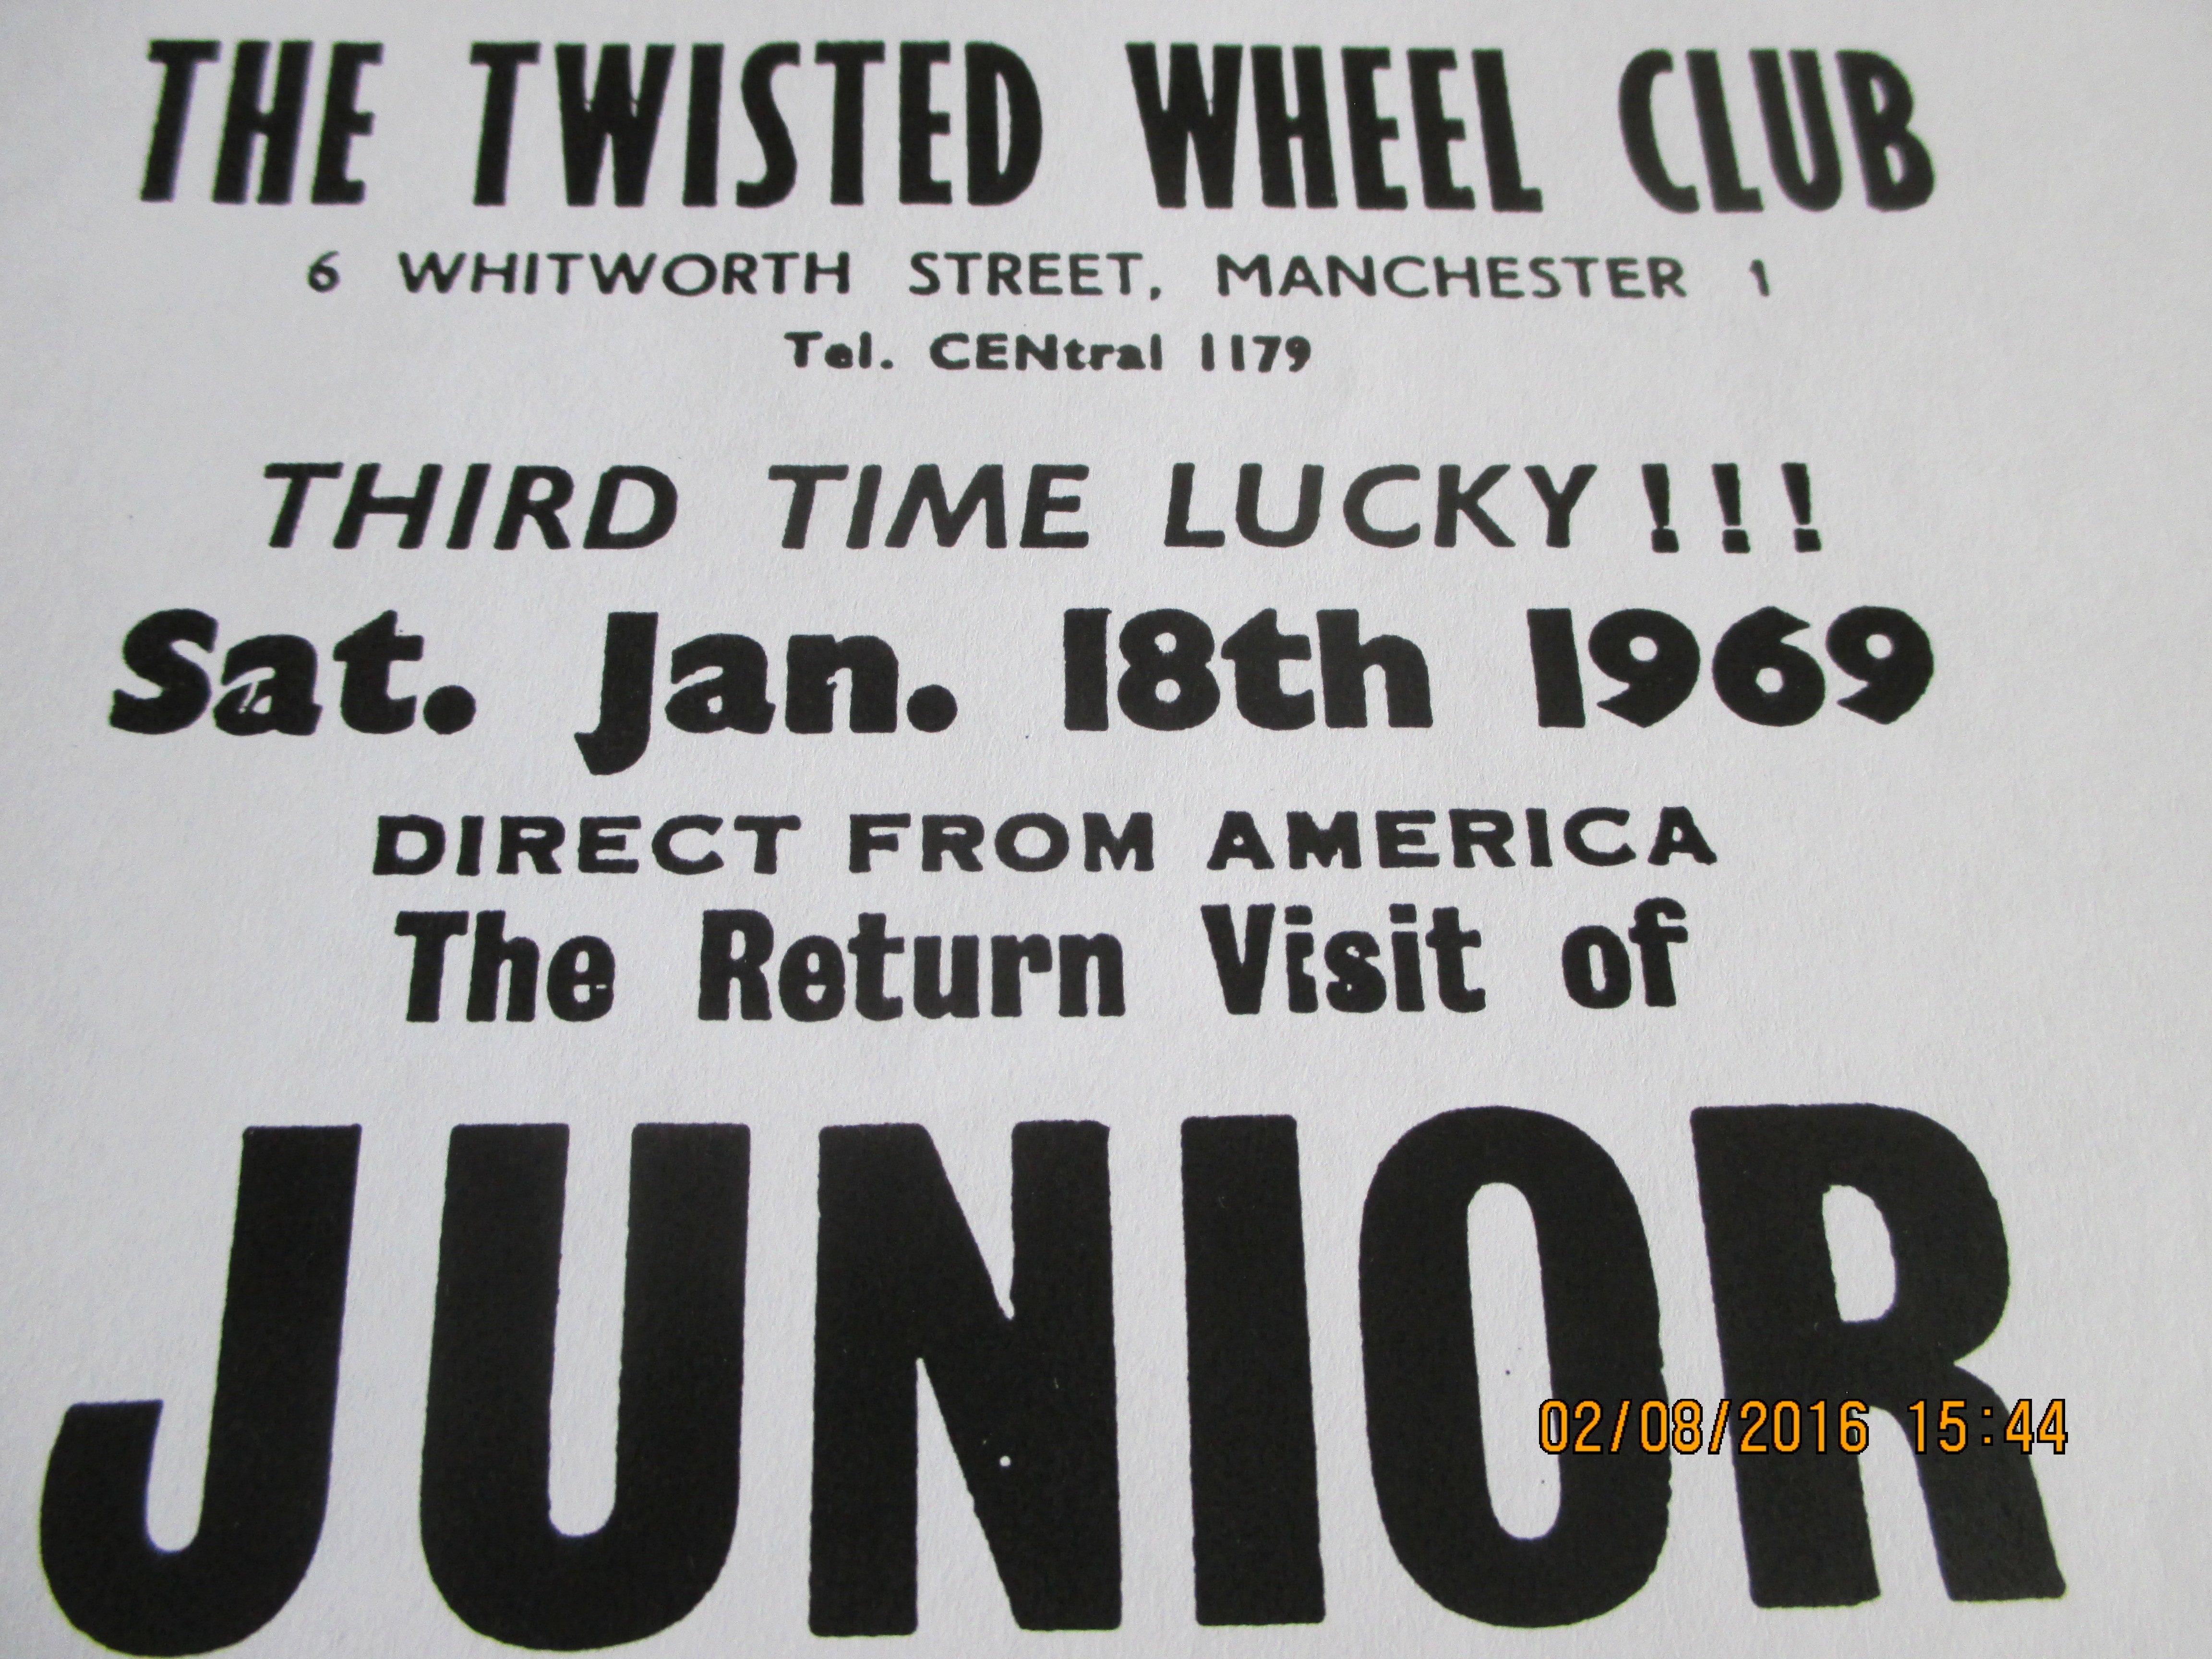 THE TWISTED WHEEL CLUB
6 WHITWORTH STREET, MANCHESTER 1
Tel. CENtral 1179
THIRD TIME LUCKY!!!
Sat. Jan. 18th 1969
DIRECT FROM AMERICA
The Return Visit of
JUNIOR
02/08/2016 15:44